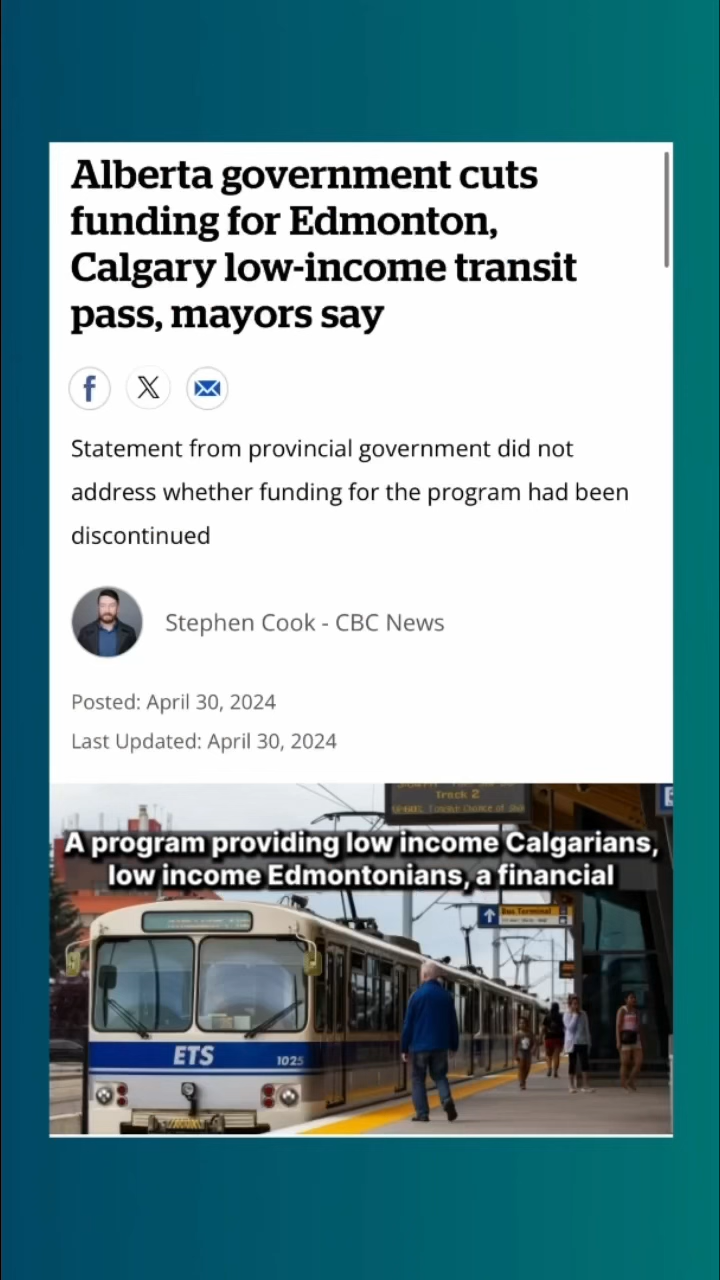 Alberta government cuts
funding for Edmonton,
Calgary low-income transit
pass, mayors say
Statement from provincial government did not
address whether funding for the program had been
discontinued
Stephen Cook - CBC News
Posted: April 30, 2024
Last Updated: April 30, 2024
Track 2
A program providing low income Calgarians,
low income Edmontonians, a financial
Bus Terminal
ETS
1025